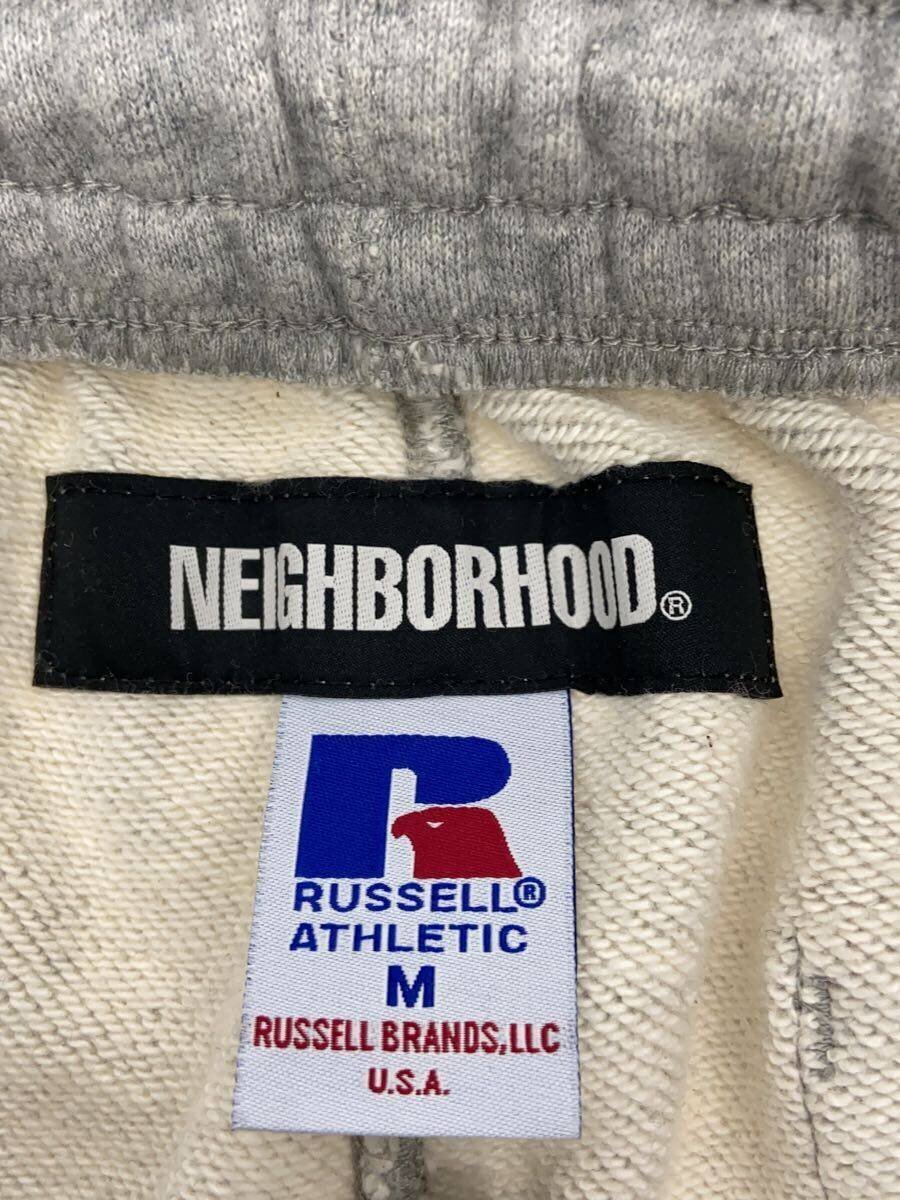 NEIGHBORHOOD®
RUSSELL®
ATHLETIC
M
RUSSELL BRANDS,LLC
U.S.A.